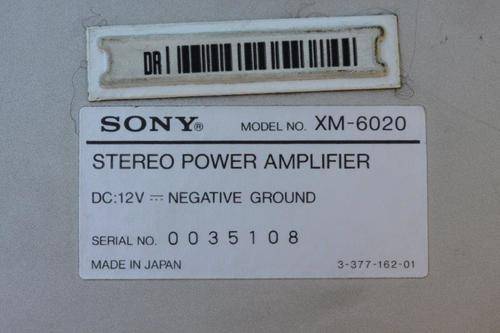 DR
SONY® MODEL NO. XM-6020
STEREO POWER AMPLIFIER
DC:12V ⎓ NEGATIVE GROUND
SERIAL NO. 0035108
MADE IN JAPAN 3-377-162-01